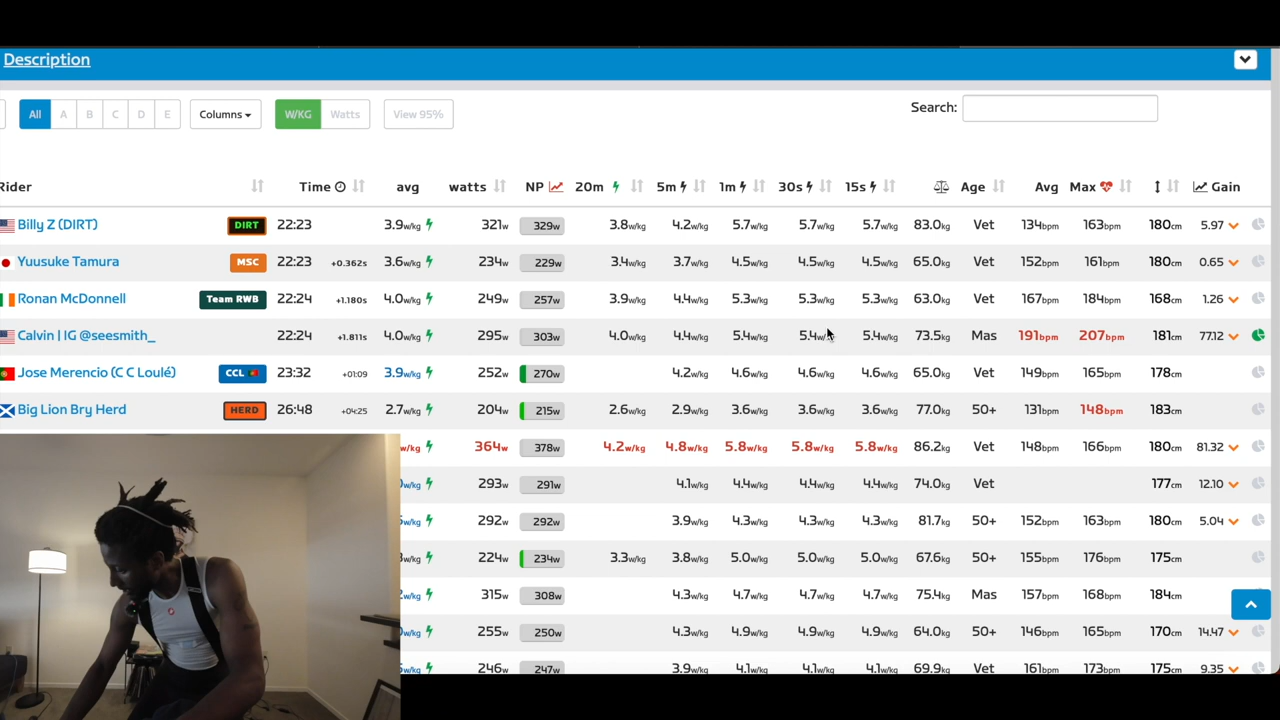 Description
All A B C D E Columns W/KG Watts View 95% Search:
Rider Time avg watts NP 20m 5m 1m 30s 15s Age Avg Max Gain
Billy Z (DIRT) DIRT 22:23 3.9w/kg 321w 329w 3.8w/kg 4.2w/kg 5.7w/kg 5.7w/kg 5.7w/kg 83.0kg Vet 134bpm 163bpm 180cm 5.97
Yuusuke Tamura MSC 22:23 +0.362s 3.6w/kg 234w 229w 3.4w/kg 3.7w/kg 4.5w/kg 4.5w/kg 4.5w/kg 65.0kg Vet 152bpm 161bpm 180cm 0.65
Ronan McDonnell Team RWB 22:24 +1.180s 4.0w/kg 249w 257w 3.9w/kg 4.4w/kg 5.3w/kg 5.3w/kg 5.3w/kg 63.0kg Vet 167bpm 184bpm 168cm 1.26
Calvin | IG @seesmith_ 22:24 +1.811s 4.0w/kg 295w 303w 4.0w/kg 4.4w/kg 5.4w/kg 5.4w/kg 5.4w/kg 73.5kg Mas 191bpm 207bpm 181cm 77.12
Jose Merencio (C C Loulé) CCL 23:32 +01:09 3.9w/kg 252w 270w 4.2w/kg 4.6w/kg 4.6w/kg 4.6w/kg 65.0kg Vet 149bpm 165bpm 178cm
Big Lion Bry Herd HERD 26:48 +04:25 2.7w/kg 204w 215w 2.6w/kg 2.9w/kg 3.6w/kg 3.6w/kg 3.6w/kg 77.0kg 50+ 131bpm 148bpm 183cm
w/kg 364w 378w 4.2w/kg 4.8w/kg 5.8w/kg 5.8w/kg 5.8w/kg 86.2kg Vet 148bpm 166bpm 180cm 81.32
w/kg 293w 291w 4.1w/kg 4.4w/kg 4.4w/kg 4.4w/kg 74.0kg Vet 177cm 12.10
w/kg 292w 292w 3.9w/kg 4.3w/kg 4.3w/kg 4.3w/kg 81.7kg 50+ 152bpm 163bpm 180cm 5.04
w/kg 224w 234w 3.3w/kg 3.8w/kg 5.0w/kg 5.0w/kg 5.0w/kg 67.6kg 50+ 155bpm 176bpm 175cm
w/kg 315w 308w 4.3w/kg 4.7w/kg 4.7w/kg 4.7w/kg 75.4kg Mas 157bpm 168bpm 184cm
w/kg 255w 250w 4.3w/kg 4.9w/kg 4.9w/kg 4.9w/kg 64.0kg 50+ 146bpm 165bpm 170cm 14.47
w/kg 246w 247w 3.9w/kg 4.1w/kg 4.1w/kg 4.1w/kg 69.9kg Vet 161bpm 173bpm 175cm 9.35